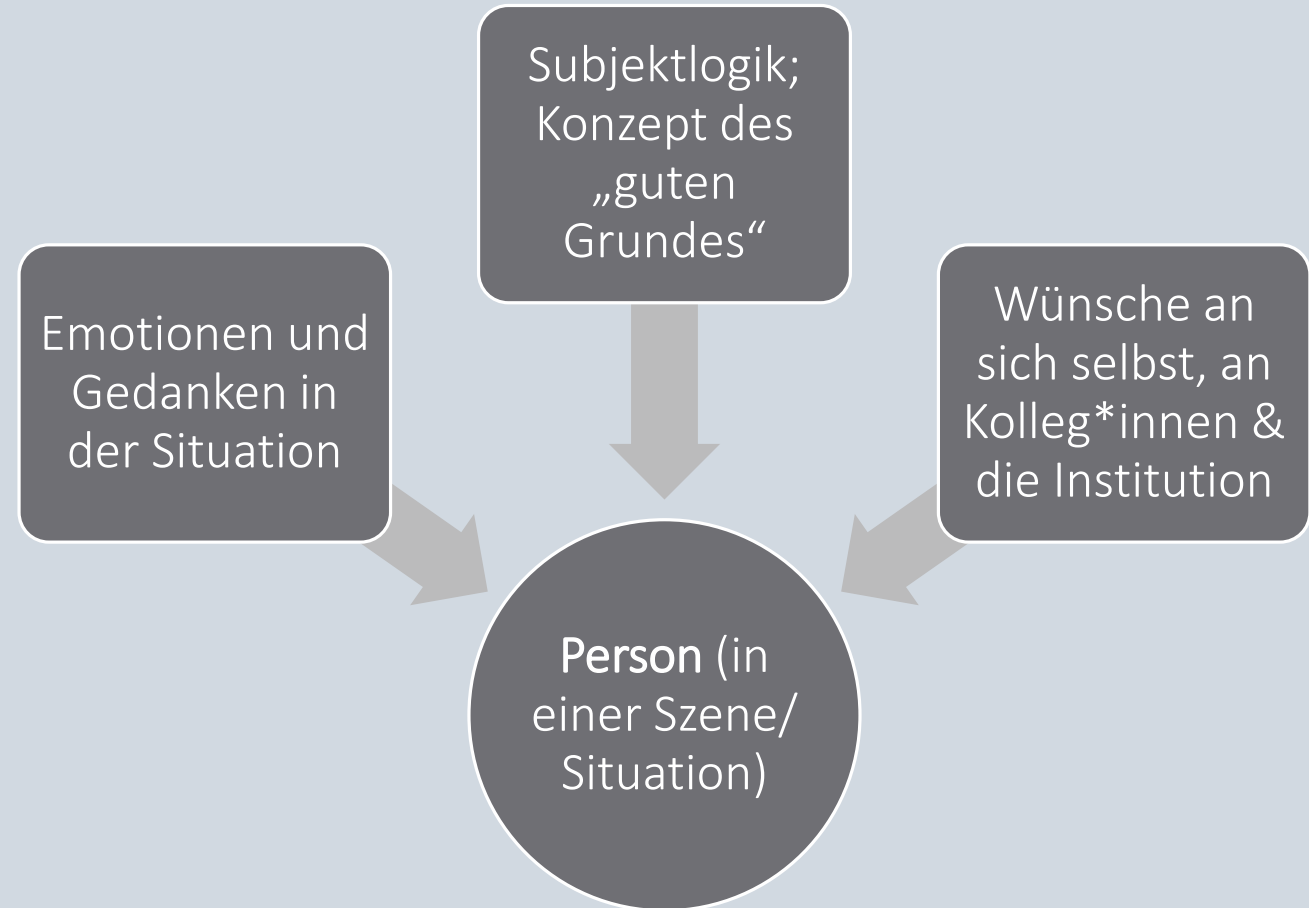 Subjektlogik;
Konzept des
„guten
Grundes“
Emotionen und
Gedanken in
der Situation
Wünsche an
sich selbst, an
Kolleg*innen &
die Institution
Person (in
einer Szene/
Situation)